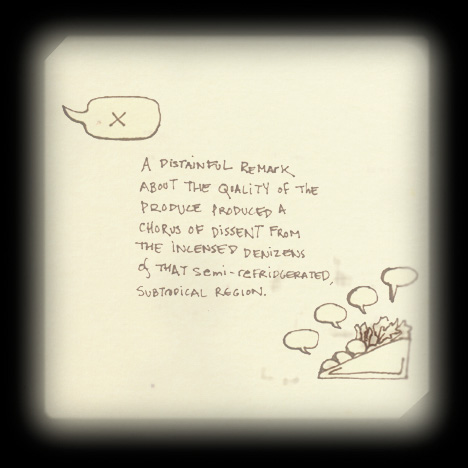 X
A DISTAINFUL REMARK
ABOUT THE QUALITY OF THE
PRODUCE PRODUCED A
CHORUS OF DISSENT FROM
THE INCENSED DENIZENS
of THAT semi-refridgerated,
SUBTROPICAL REGION.